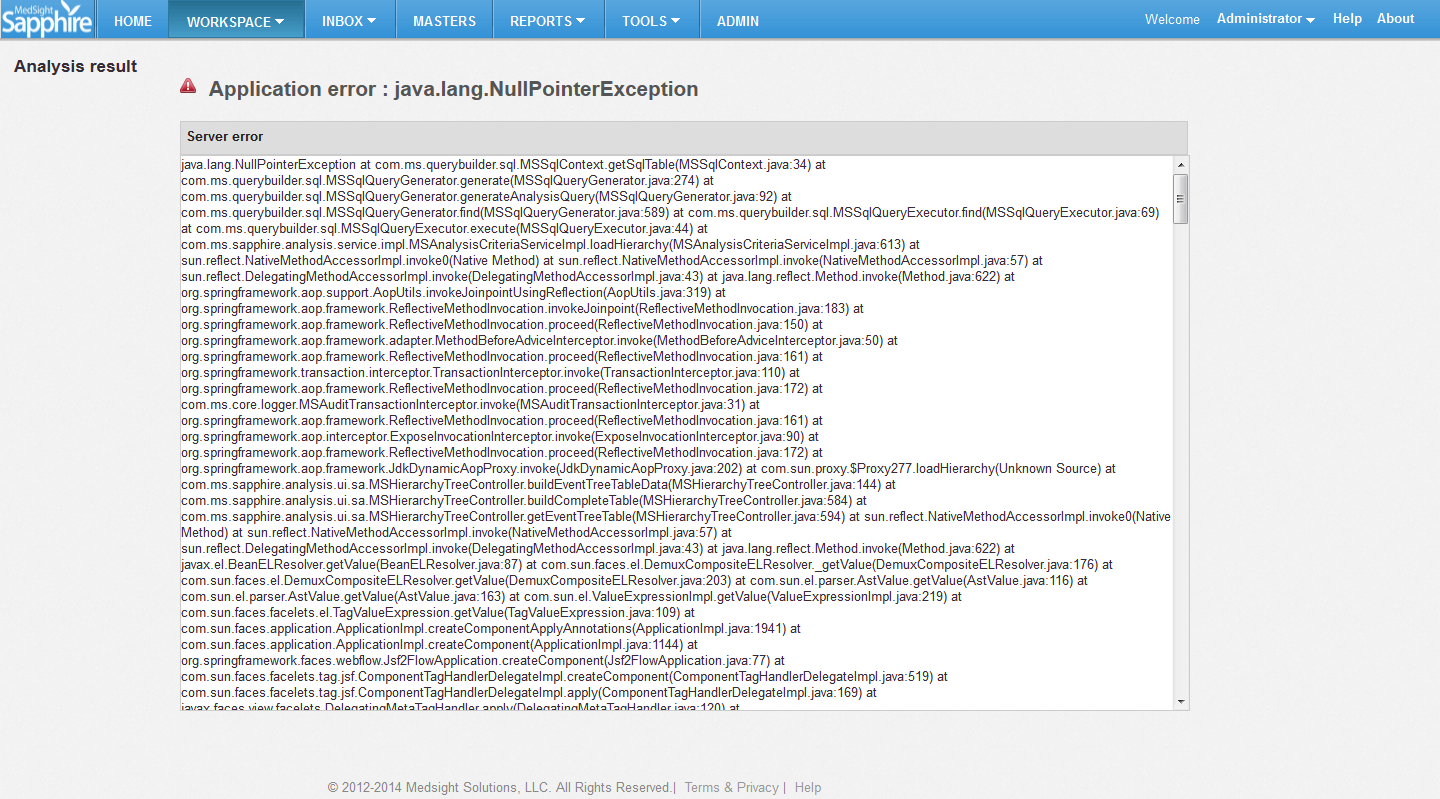 MedSight
Sapphire
HOME WORKSPACE INBOX MASTERS REPORTS TOOLS ADMIN Welcome Administrator Help About
Analysis result
Application error : java.lang.NullPointerException
Server error
java.lang.NullPointerException at com.ms.querybuilder.sql.MSSqlContext.getSqlTable(MSSqlContext.java:34) at
com.ms.querybuilder.sql.MSSqlQueryGenerator.generate(MSSqlQueryGenerator.java:274) at
com.ms.querybuilder.sql.MSSqlQueryGenerator.generateAnalysisQuery(MSSqlQueryGenerator.java:92) at
com.ms.querybuilder.sql.MSSqlQueryGenerator.find(MSSqlQueryGenerator.java:589) at com.ms.querybuilder.sql.MSSqlQueryExecutor.find(MSSqlQueryExecutor.java:69)
at com.ms.querybuilder.sql.MSSqlQueryExecutor.execute(MSSqlQueryExecutor.java:44) at
com.ms.sapphire.analysis.service.impl.MSAnalysisCriteriaServiceImpl.loadHierarchy(MSAnalysisCriteriaServiceImpl.java:613) at
sun.reflect.NativeMethodAccessorImpl.invoke0(Native Method) at sun.reflect.NativeMethodAccessorImpl.invoke(NativeMethodAccessorImpl.java:57) at
sun.reflect.DelegatingMethodAccessorImpl.invoke(DelegatingMethodAccessorImpl.java:43) at java.lang.reflect.Method.invoke(Method.java:622) at
org.springframework.aop.support.AopUtils.invokeJoinpointUsingReflection(AopUtils.java:319) at
org.springframework.aop.framework.ReflectiveMethodInvocation.invokeJoinpoint(ReflectiveMethodInvocation.java:183) at
org.springframework.aop.framework.ReflectiveMethodInvocation.proceed(ReflectiveMethodInvocation.java:150) at
org.springframework.aop.framework.adapter.MethodBeforeAdviceInterceptor.invoke(MethodBeforeAdviceInterceptor.java:50) at
org.springframework.aop.framework.ReflectiveMethodInvocation.proceed(ReflectiveMethodInvocation.java:161) at
org.springframework.transaction.interceptor.TransactionInterceptor.invoke(TransactionInterceptor.java:110) at
org.springframework.aop.framework.ReflectiveMethodInvocation.proceed(ReflectiveMethodInvocation.java:172) at
com.ms.core.logger.MSAuditTransactionInterceptor.invoke(MSAuditTransactionInterceptor.java:31) at
org.springframework.aop.framework.ReflectiveMethodInvocation.proceed(ReflectiveMethodInvocation.java:161) at
org.springframework.aop.interceptor.ExposeInvocationInterceptor.invoke(ExposeInvocationInterceptor.java:90) at
org.springframework.aop.framework.ReflectiveMethodInvocation.proceed(ReflectiveMethodInvocation.java:172) at
org.springframework.aop.framework.JdkDynamicAopProxy.invoke(JdkDynamicAopProxy.java:202) at com.sun.proxy.$Proxy277.loadHierarchy(Unknown Source) at
com.ms.sapphire.analysis.ui.sa.MSHierarchyTreeController.buildEventTreeTableData(MSHierarchyTreeController.java:144) at
com.ms.sapphire.analysis.ui.sa.MSHierarchyTreeController.buildCompleteTable(MSHierarchyTreeController.java:584) at
com.ms.sapphire.analysis.ui.sa.MSHierarchyTreeController.getEventTreeTable(MSHierarchyTreeController.java:594) at sun.reflect.NativeMethodAccessorImpl.invoke0(Native
Method) at sun.reflect.NativeMethodAccessorImpl.invoke(NativeMethodAccessorImpl.java:57) at
sun.reflect.DelegatingMethodAccessorImpl.invoke(DelegatingMethodAccessorImpl.java:43) at java.lang.reflect.Method.invoke(Method.java:622) at
javax.el.BeanELResolver.getValue(BeanELResolver.java:87) at com.sun.faces.el.DemuxCompositeELResolver._getValue(DemuxCompositeELResolver.java:176) at
com.sun.faces.el.DemuxCompositeELResolver.getValue(DemuxCompositeELResolver.java:203) at com.sun.el.parser.AstValue.getValue(AstValue.java:116) at
com.sun.el.parser.AstValue.getValue(AstValue.java:163) at com.sun.el.ValueExpressionImpl.getValue(ValueExpressionImpl.java:219) at
com.sun.faces.facelets.el.TagValueExpression.getValue(TagValueExpression.java:109) at
com.sun.faces.application.ApplicationImpl.createComponentApplyAnnotations(ApplicationImpl.java:1941) at
com.sun.faces.application.ApplicationImpl.createComponent(ApplicationImpl.java:1144) at
org.springframework.faces.webflow.Jsf2FlowApplication.createComponent(Jsf2FlowApplication.java:77) at
com.sun.faces.facelets.tag.jsf.ComponentTagHandlerDelegateImpl.createComponent(ComponentTagHandlerDelegateImpl.java:519) at
com.sun.faces.facelets.tag.jsf.ComponentTagHandlerDelegateImpl.apply(ComponentTagHandlerDelegateImpl.java:169) at
javax.faces.view.facelets.DelegatingMetaTagHandler.apply(DelegatingMetaTagHandler.java:120) at
© 2012-2014 Medsight Solutions, LLC. All Rights Reserved.| Terms & Privacy | Help